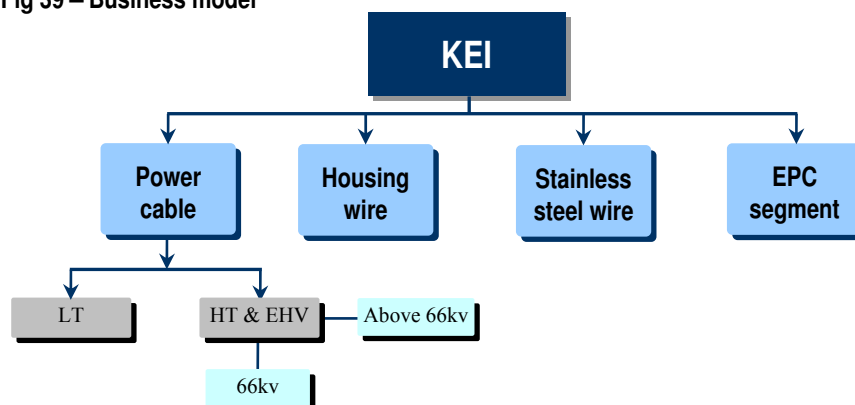 Fig 39 – Business model
KEI
Power
cable
Housing
wire
Stainless
steel wire
EPC
segment
LT
HT & EHV
Above 66kv
66kv